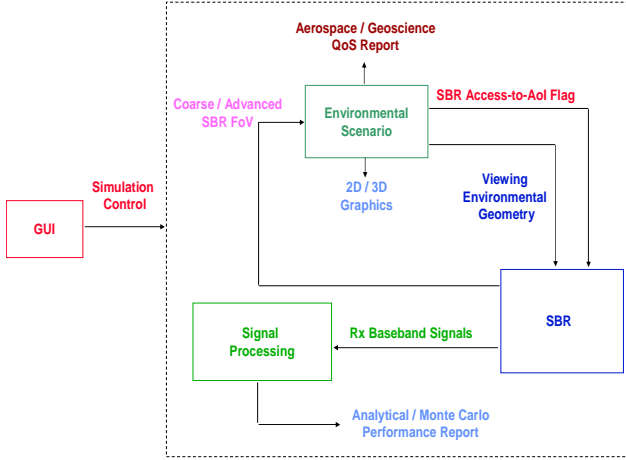 Aerospace / Geoscience
QoS Report
Coarse / Advanced
SBR FoV
Environmental
Scenario
SBR Access-to-AoI Flag
Simulation
Control
2D / 3D
Graphics
Viewing
Environmental
Geometry
GUI
Signal
Processing
Rx Baseband Signals
SBR
Analytical / Monte Carlo
Performance Report